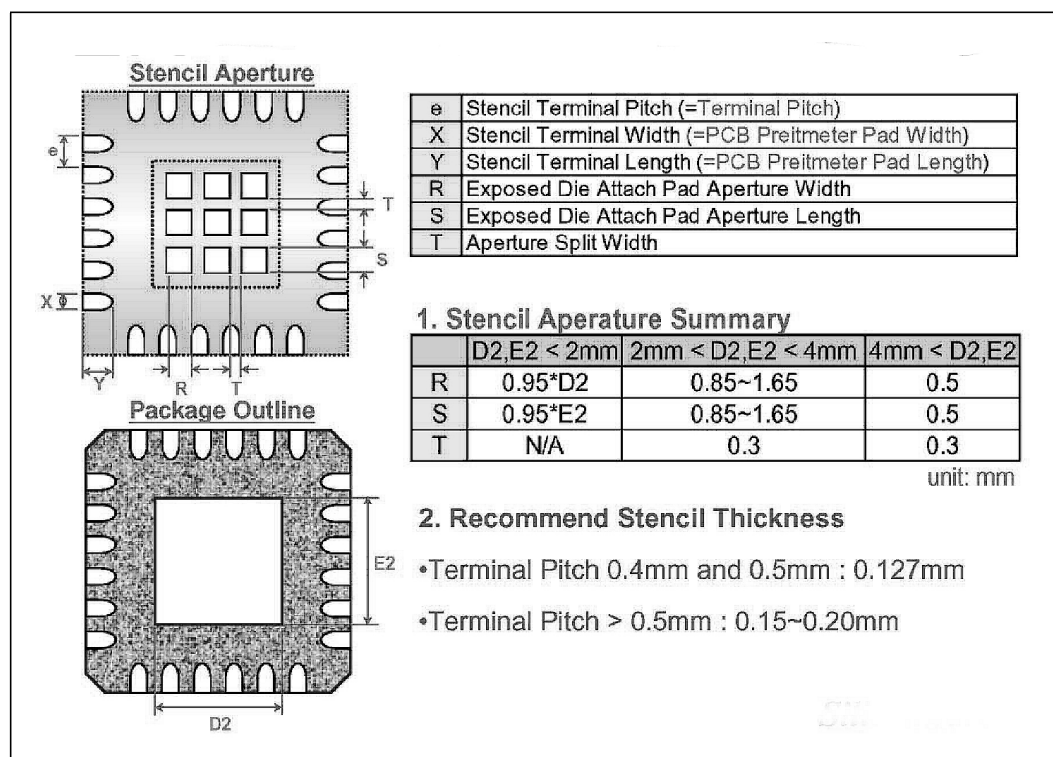 Stencil Aperture
e
T
S
X
Y
R
T
Package Outline
E2
D2
e Stencil Terminal Pitch (=Terminal Pitch)
X Stencil Terminal Width (=PCB Preitmeter Pad Width)
Y Stencil Terminal Length (=PCB Preitmeter Pad Length)
R Exposed Die Attach Pad Aperture Width
S Exposed Die Attach Pad Aperture Length
T Aperture Split Width
1. Stencil Aperature Summary
D2,E2 < 2mm 2mm < D2,E2 < 4mm 4mm < D2,E2
R 0.95*D2 0.85~1.65 0.5
S 0.95*E2 0.85~1.65 0.5
T N/A 0.3 0.3
unit: mm
2. Recommend Stencil Thickness
•Terminal Pitch 0.4mm and 0.5mm : 0.127mm
•Terminal Pitch > 0.5mm : 0.15~0.20mm